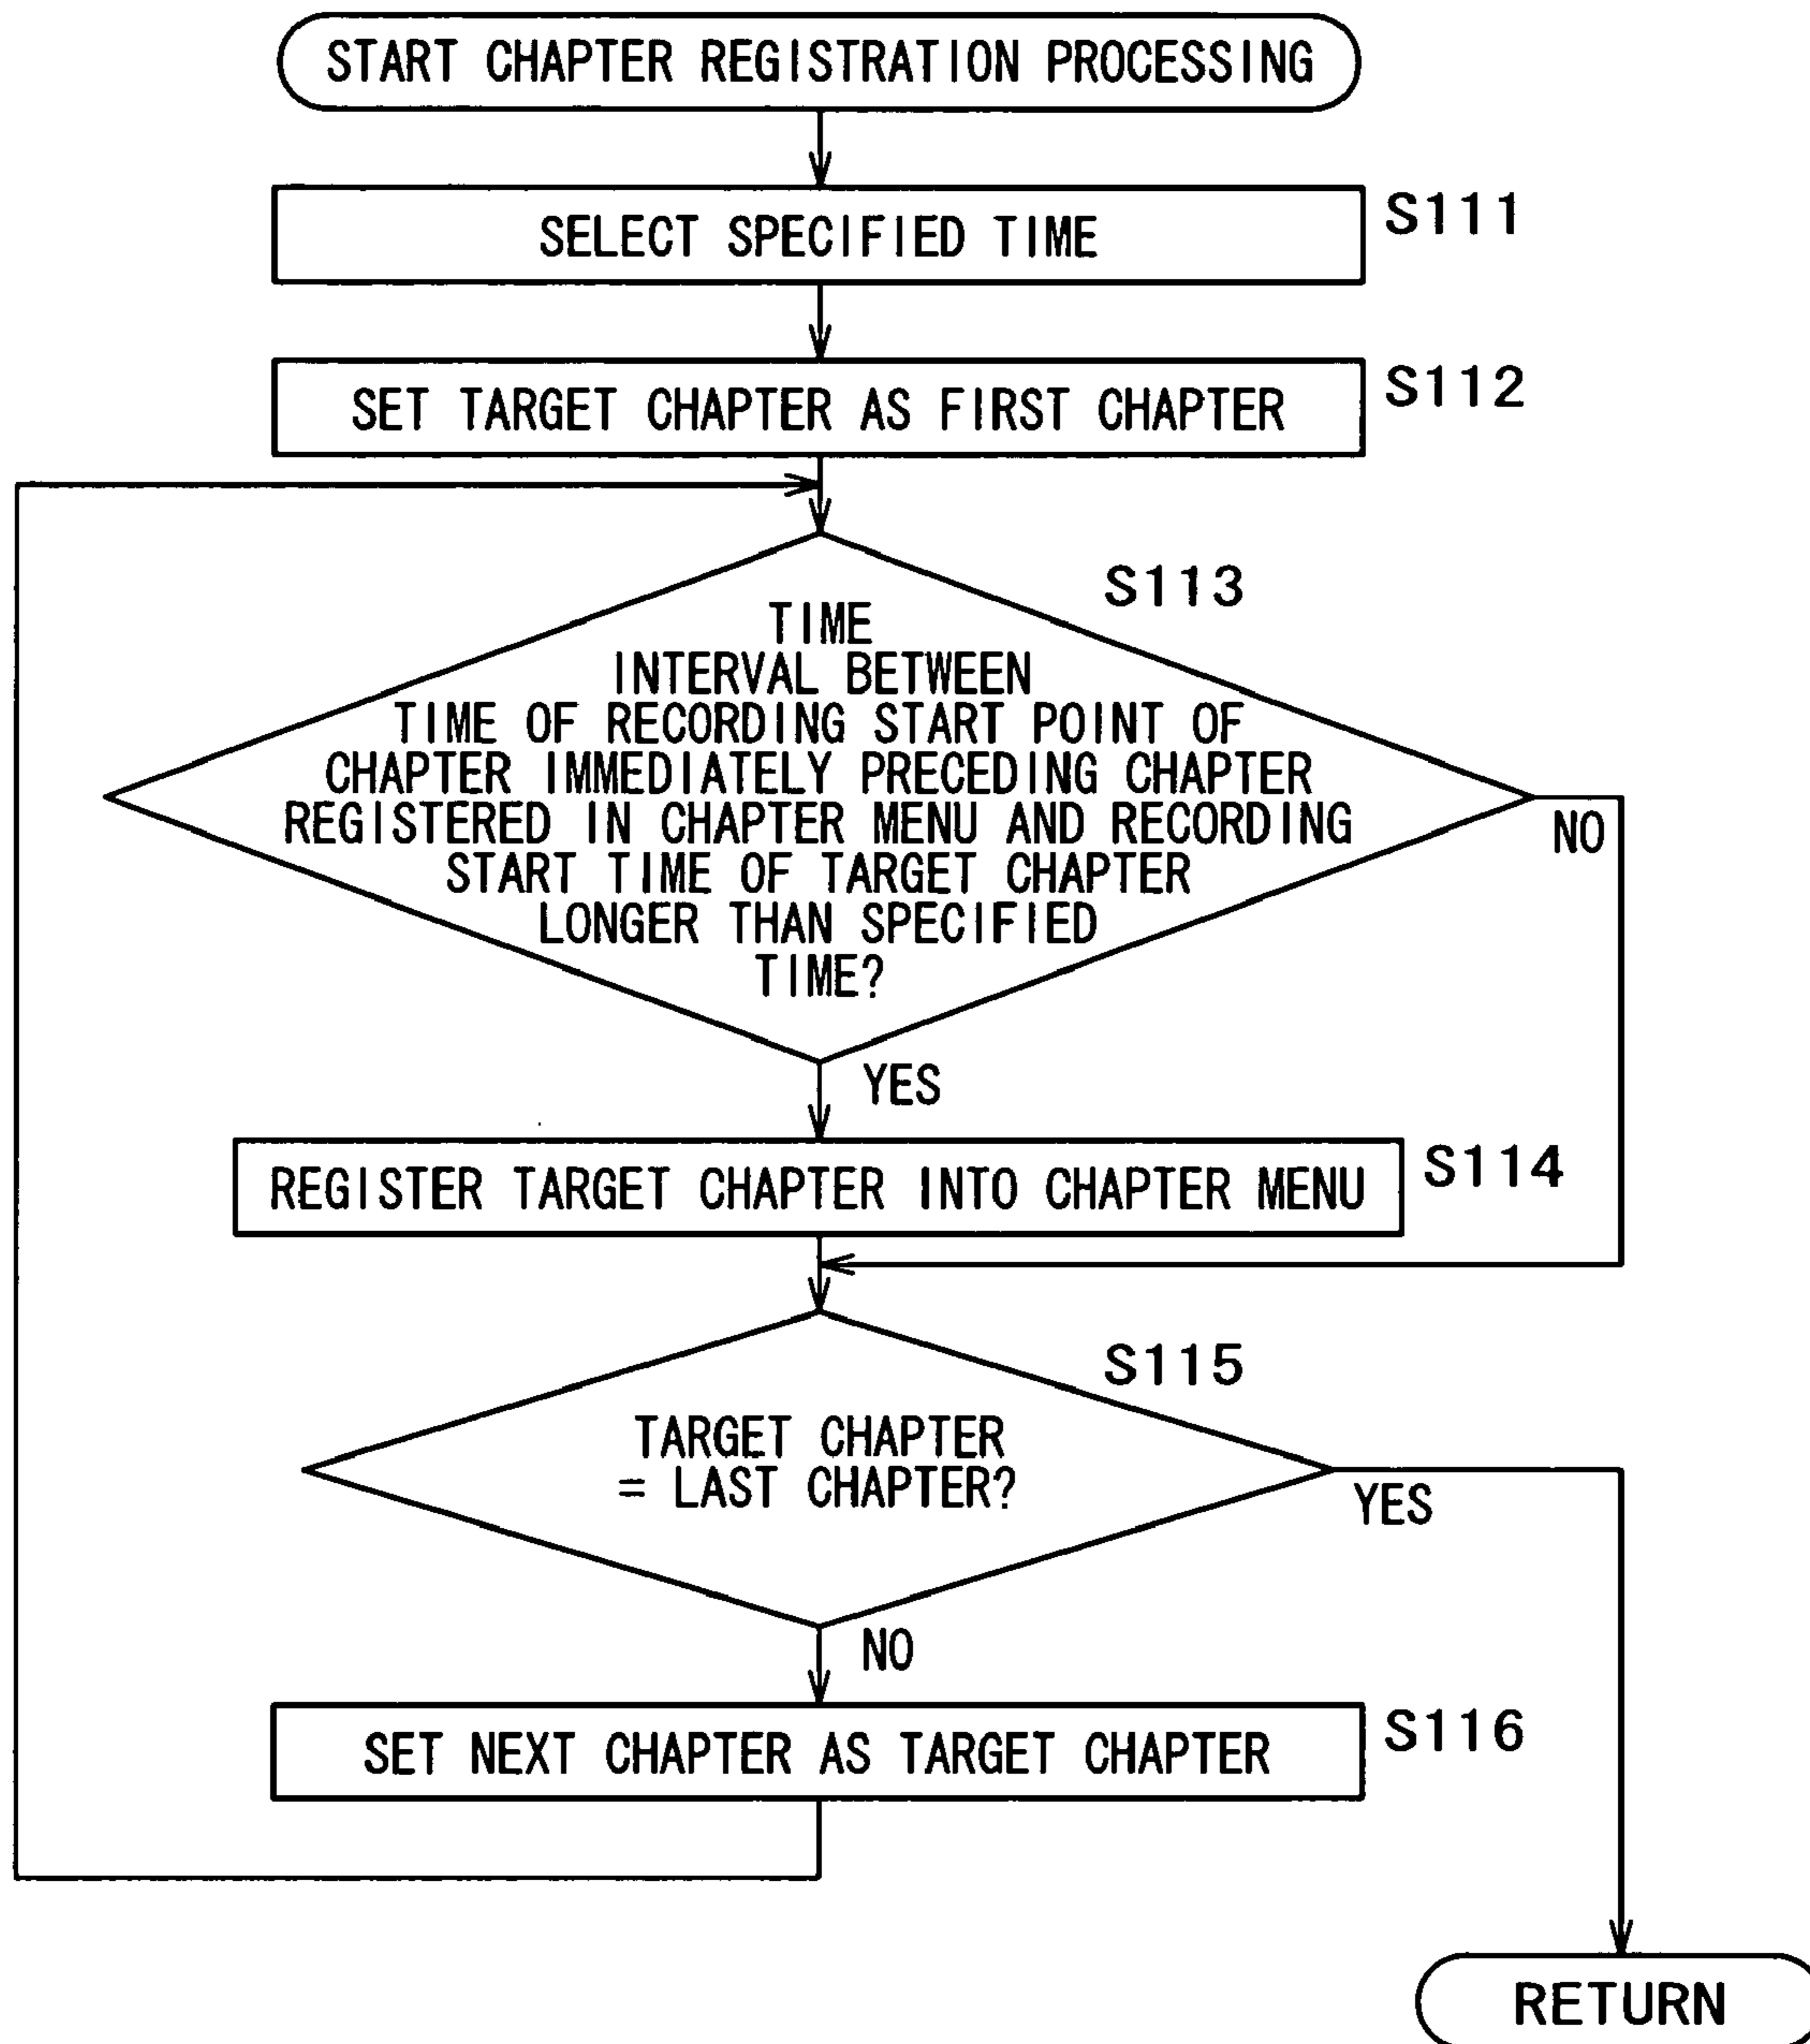 START CHAPTER REGISTRATION PROCESSING
SELECT SPECIFIED TIME
S111
SET TARGET CHAPTER AS FIRST CHAPTER
S112
S113
TIME
INTERVAL BETWEEN
TIME OF RECORDING START POINT OF
CHAPTER IMMEDIATELY PRECEDING CHAPTER
REGISTERED IN CHAPTER MENU AND RECORDING
START TIME OF TARGET CHAPTER
LONGER THAN SPECIFIED
TIME?
NO
YES
REGISTER TARGET CHAPTER INTO CHAPTER MENU
S114
S115
TARGET CHAPTER
= LAST CHAPTER?
YES
NO
SET NEXT CHAPTER AS TARGET CHAPTER
S116
RETURN